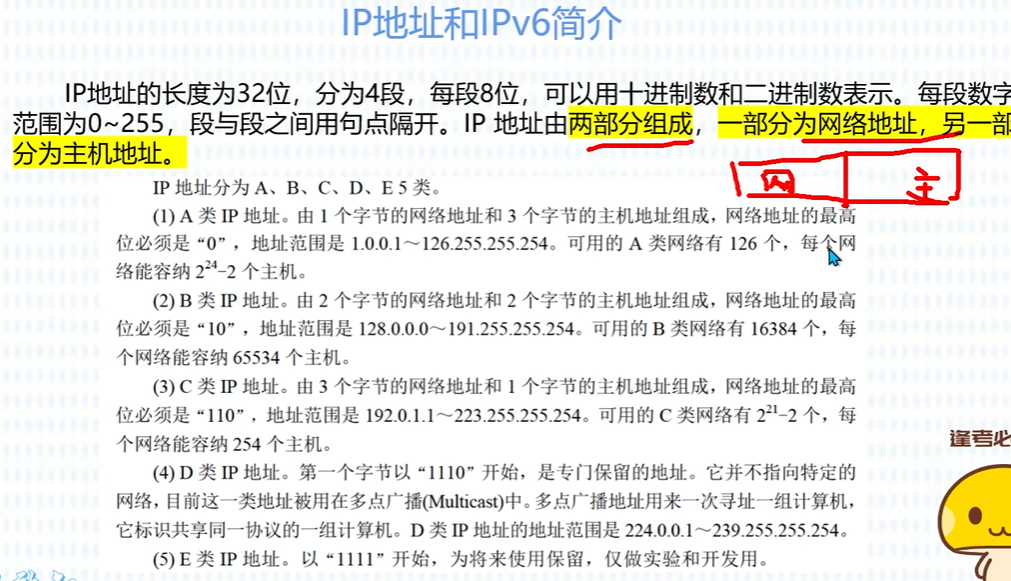 IP地址和IPv6简介
IP地址的长度为32位，分为4段，每段8位，可以用十进制数和二进制数表示。每段数字
范围为0~255，段与段之间用句点隔开。IP 地址由两部分组成，一部分为网络地址，另一部
分为主机地址。
网 主
IP 地址分为 A、B、C、D、E 5 类。
(1) A 类 IP 地址。由 1 个字节的网络地址和 3 个字节的主机地址组成，网络地址的最高
位必须是“0”，地址范围是 1.0.0.1～126.255.255.254。可用的 A 类网络有 126 个，每个网
络能容纳 2²⁴−2 个主机。
(2) B 类 IP 地址。由 2 个字节的网络地址和 2 个字节的主机地址组成，网络地址的最高
位必须是“10”，地址范围是 128.0.0.0～191.255.255.254。可用的 B 类网络有 16384 个，每
个网络能容纳 65534 个主机。
(3) C 类 IP 地址。由 3 个字节的网络地址和 1 个字节的主机地址组成，网络地址的最高
位必须是“110”，地址范围是 192.0.1.1～223.255.255.254。可用的 C 类网络有 2²¹−2 个，每
个网络能容纳 254 个主机。
(4) D 类 IP 地址。第一个字节以“1110”开始，是专门保留的地址。它并不指向特定的
网络，目前这一类地址被用在多点广播(Multicast)中。多点广播地址用来一次寻址一组计算机，
它标识共享同一协议的一组计算机。D 类 IP 地址的地址范围是 224.0.0.1～239.255.255.254。
(5) E 类 IP 地址。以“1111”开始，为将来使用保留，仅做实验和开发用。
逢考必